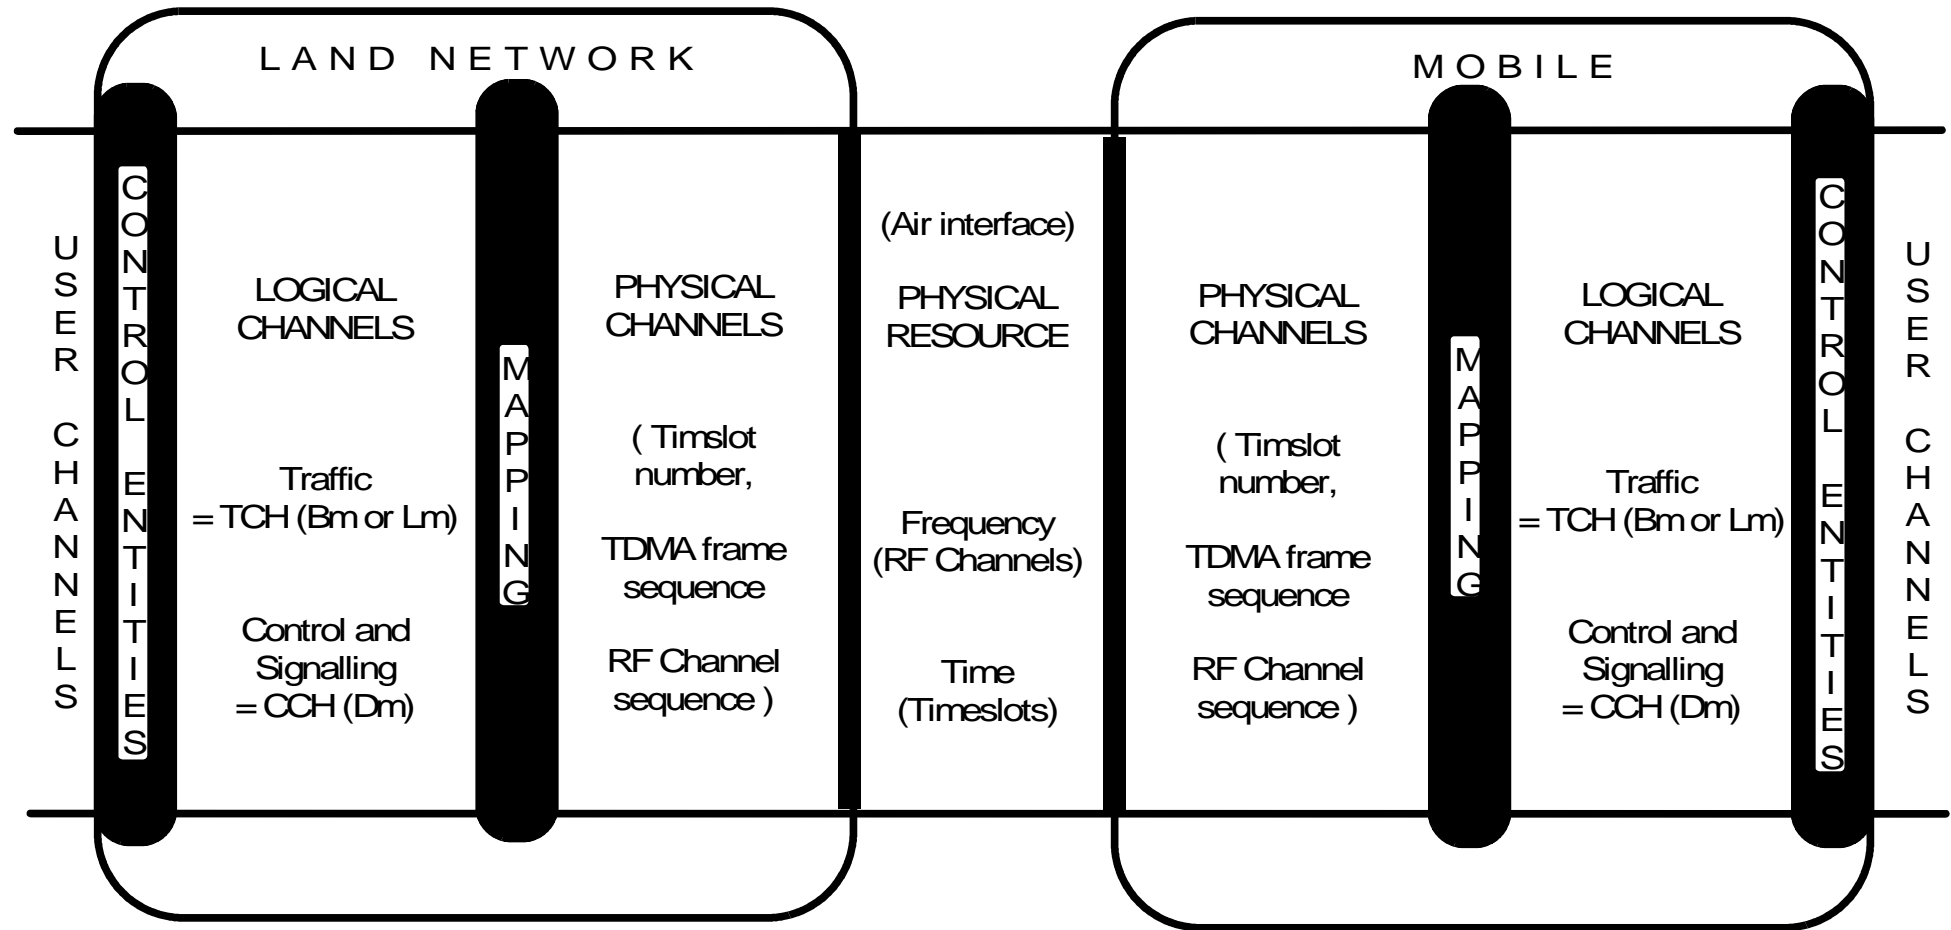 LAND NETWORK
MOBILE
USER CHANNELS
CONTROL ENTITIES
LOGICAL
CHANNELS
Traffic
= TCH (Bm or Lm)
Control and
Signalling
= CCH (Dm)
MAPPING
PHYSICAL
CHANNELS
( Timslot
number,
TDMA frame
sequence
RF Channel
sequence )
(Air interface)
PHYSICAL
RESOURCE
Frequency
(RF Channels)
Time
(Timeslots)
PHYSICAL
CHANNELS
( Timslot
number,
TDMA frame
sequence
RF Channel
sequence )
MAPPING
LOGICAL
CHANNELS
Traffic
= TCH (Bm or Lm)
Control and
Signalling
= CCH (Dm)
CONTROL ENTITIES
USER CHANNELS